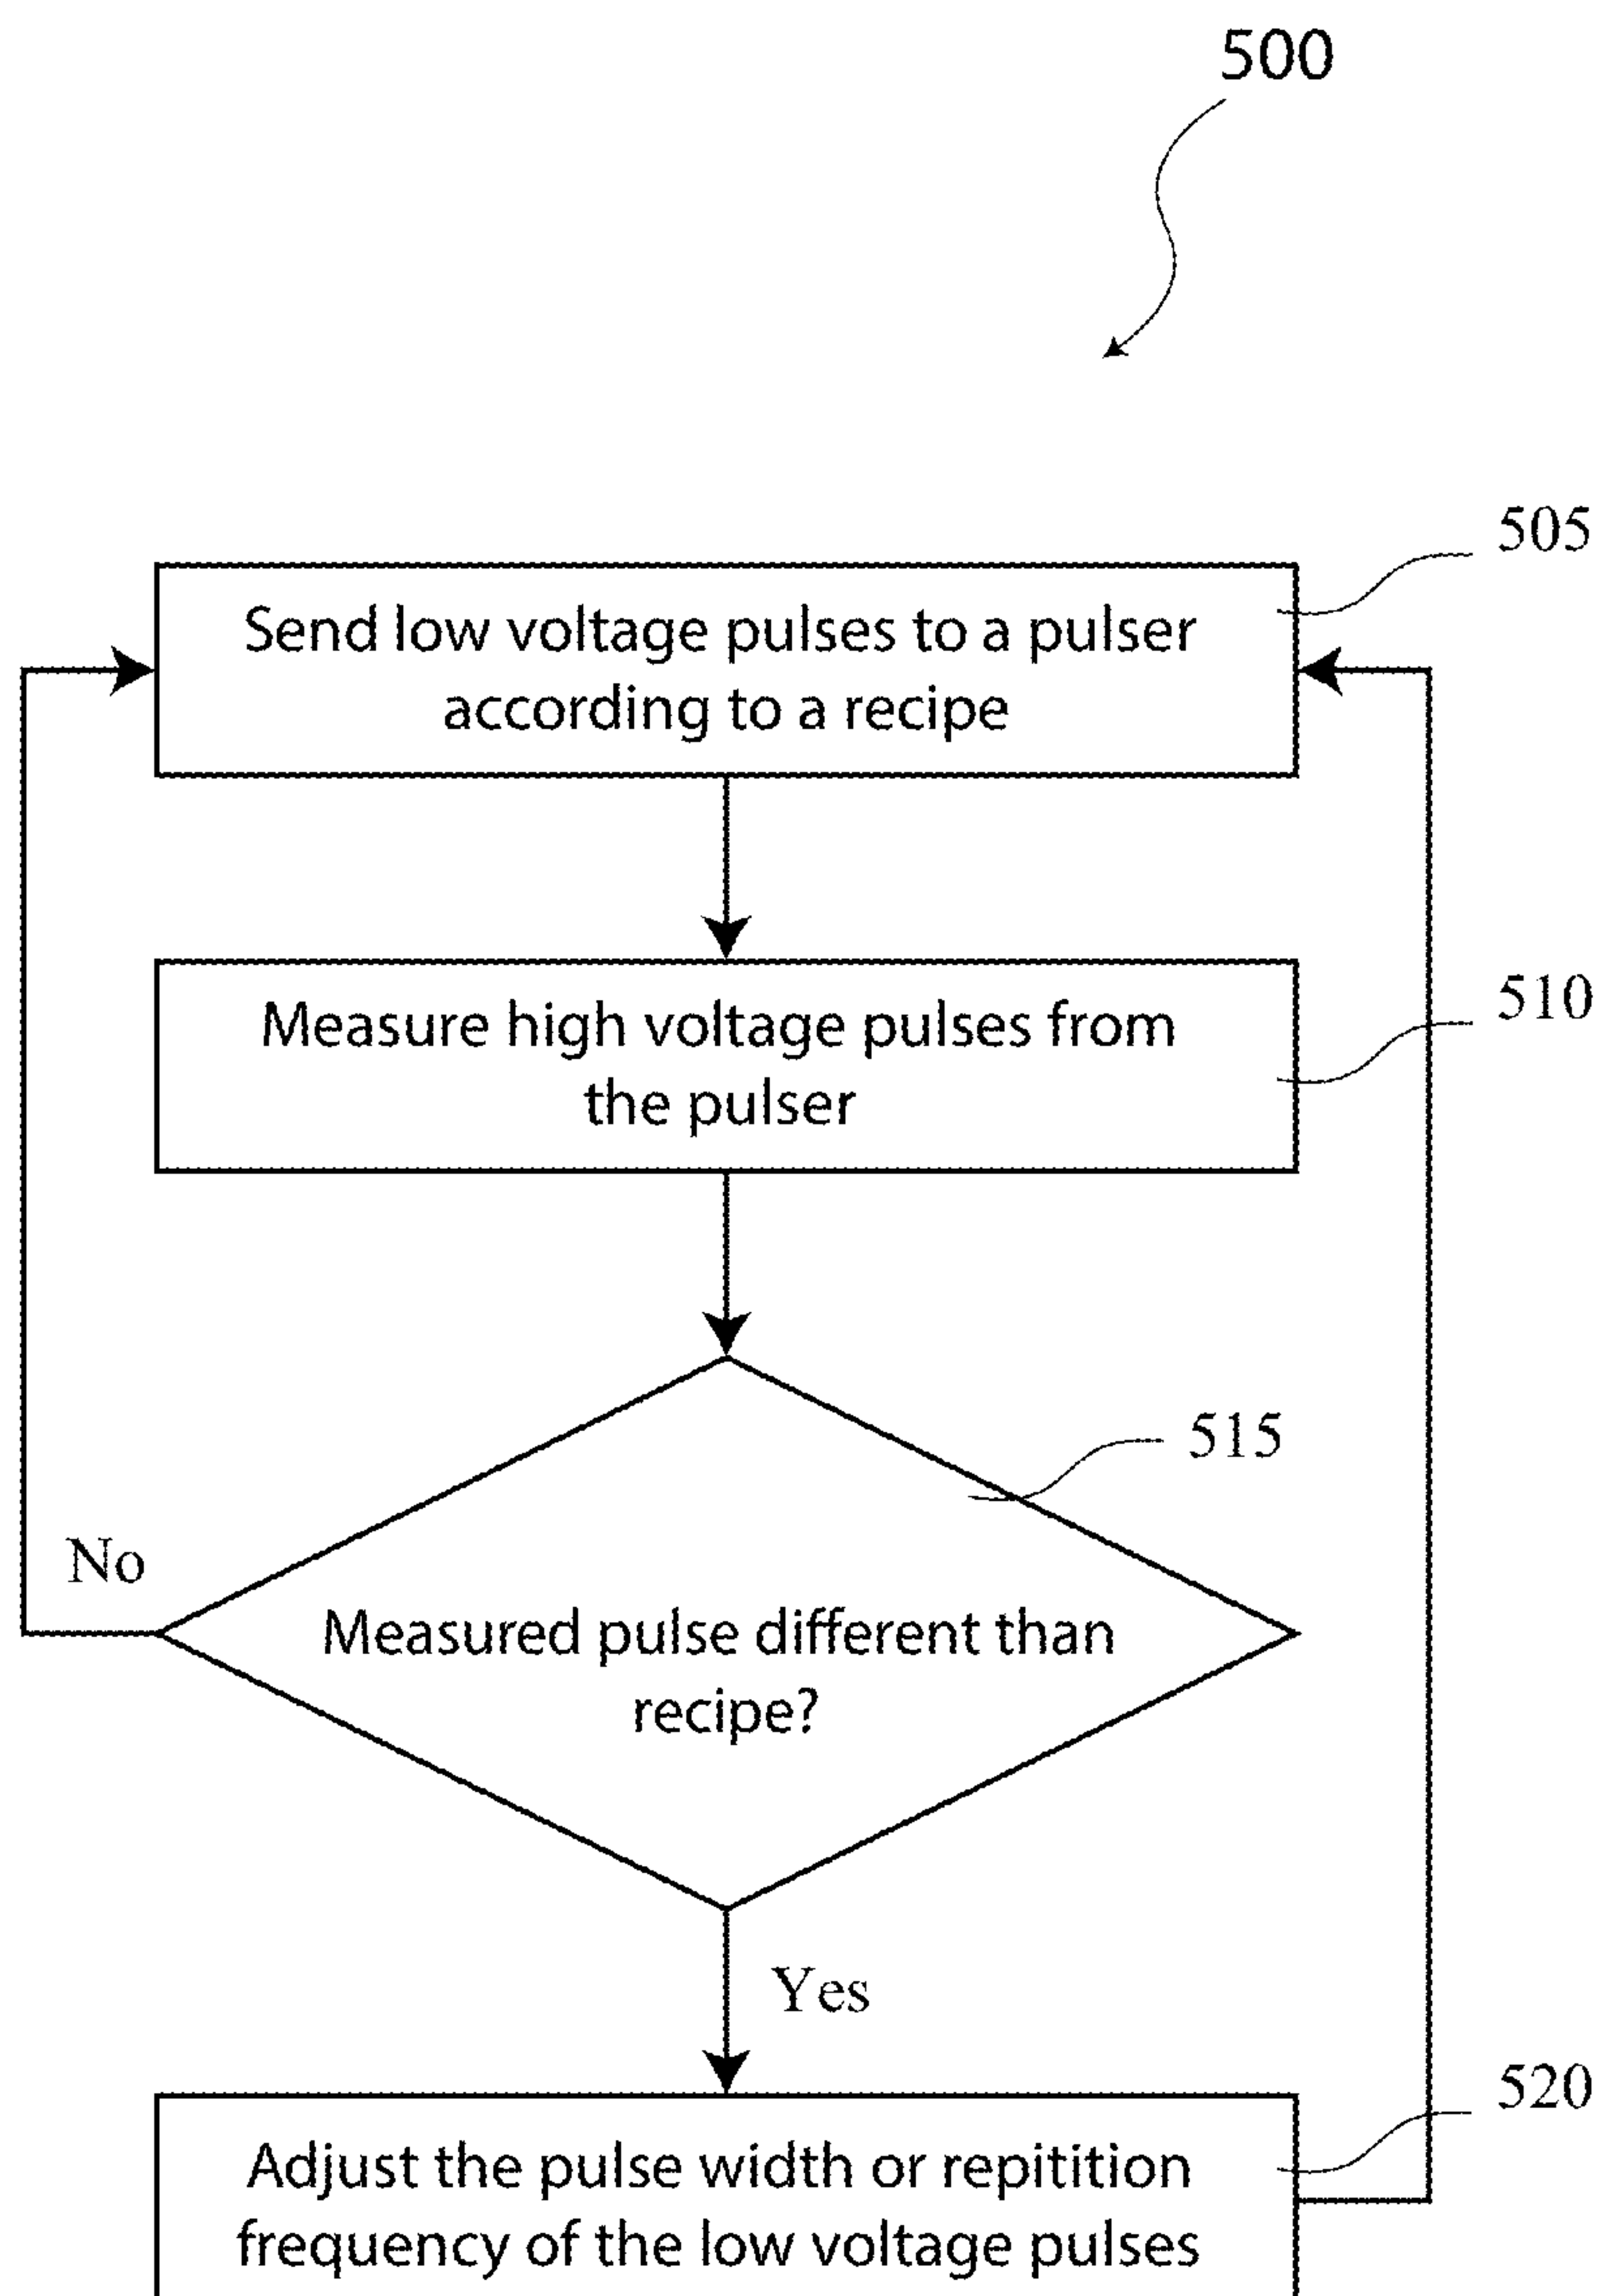 500
505
Send low voltage pulses to a pulser
according to a recipe
510
Measure high voltage pulses from
the pulser
515
No
Measured pulse different than
recipe?
Yes
520
Adjust the pulse width or repitition
frequency of the low voltage pulses